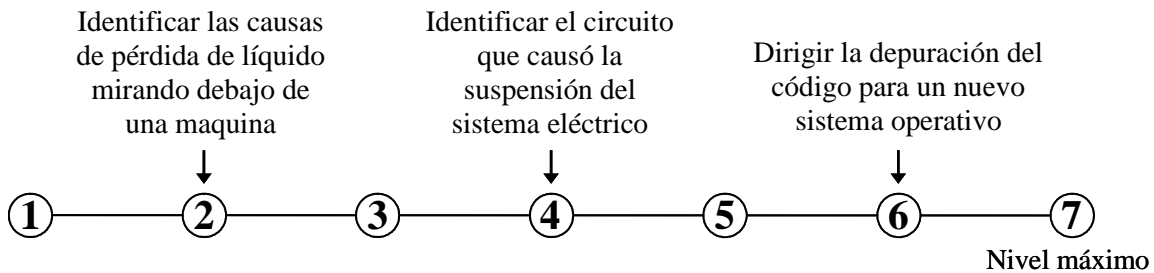 Identificar las causas
de pérdida de líquido
mirando debajo de
una maquina
Identificar el circuito
que causó la
suspensión del
sistema eléctrico
Dirigir la depuración del
código para un nuevo
sistema operativo
1 2 3 4 5 6 7
Nivel máximo